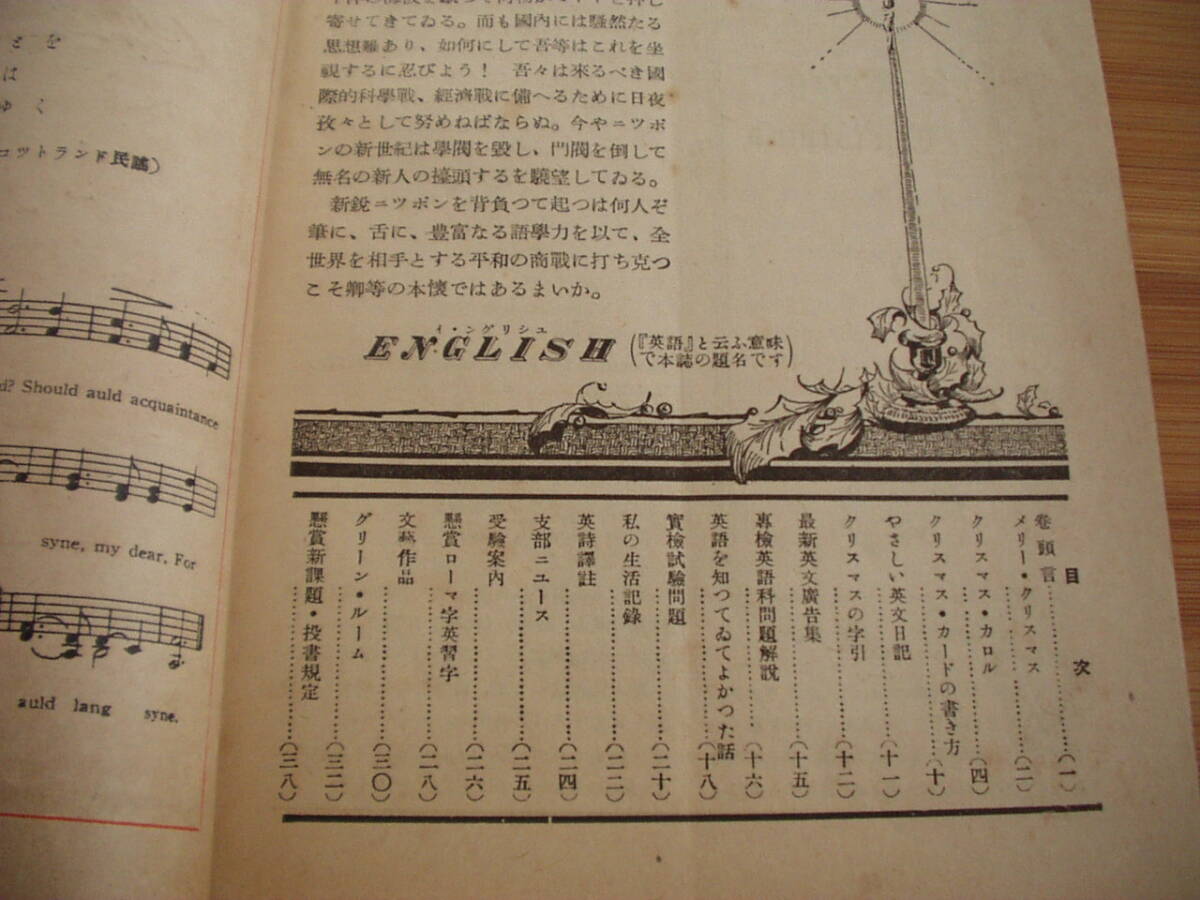 とを
は
ゆく
コツトランド民謡)
d? Should auld acquaintance
syne, my dear. For
auld lang syne.
寄せてきてゐる。而も國內には騷然たる
思想難あり、如何にして吾等はこれを坐
視するに忍びよう! 吾々は來るべき國
際的科學戰、經濟戰に備へるために日夜
孜々として努めねばならぬ。今やニツポ
ンの新世紀は學閥を毀し、門閥を倒して
無名の新人の擡頭するを驍望してゐる。
新銳ニツポンを背負つて起つは何人ぞ
筆に、舌に、豐富なる語學力を以て、全
世界を相手とする平和の商戰に打ち克つ
こそ卿等の本懷ではあるまいか。
イ・ングリシユ
ENGLISH
(『英語』と云ふ意味
で本誌の題名です)
目次
卷頭言…………(一)
メリー・クリスマス…………(二)
クリスマス・カロル…………(四)
クリスマス・カードの書き方…(十)
やさしい英文日記…………(十一)
クリスマスの字引…………(十二)
最新英文廣告集…………(十五)
專檢英語科問題解說…………(十六)
英語を知つてゐてよかつた話(十八)
實檢試驗問題…………(二十)
私の生活記錄…………(二二)
英詩譯註…………(二四)
支部ニユース…………(二五)
受驗案內…………(二六)
懸賞ローマ字英習字…………(二八)
文藝作品…………(三〇)
グリーン・ルーム…………(三二)
懸賞新課題・投書規定…………(三八)